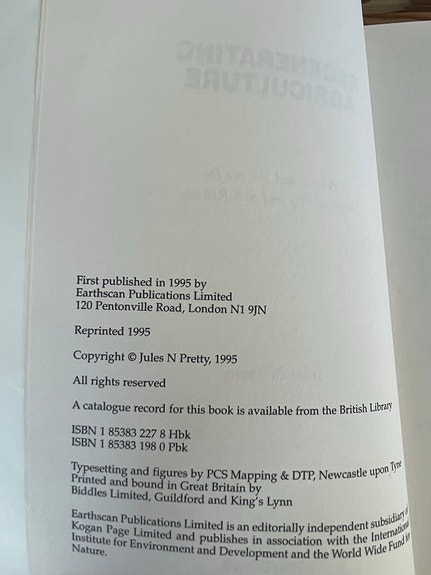 REGENERATING
AGRICULTURE
First published in 1995 by
Earthscan Publications Limited
120 Pentonville Road, London N1 9JN
Reprinted 1995
Copyright © Jules N Pretty, 1995
All rights reserved
A catalogue record for this book is available from the British Library
ISBN 1 85383 227 8 Hbk
ISBN 1 85383 198 0 Pbk
Typesetting and figures by PCS Mapping & DTP, Newcastle upon Tyne
Printed and bound in Great Britain by
Biddles Limited, Guildford and King's Lynn
Earthscan Publications Limited is an editorially independent subsidiary of
Kogan Page Limited and publishes in association with the International
Institute for Environment and Development and the World Wide Fund for
Nature.